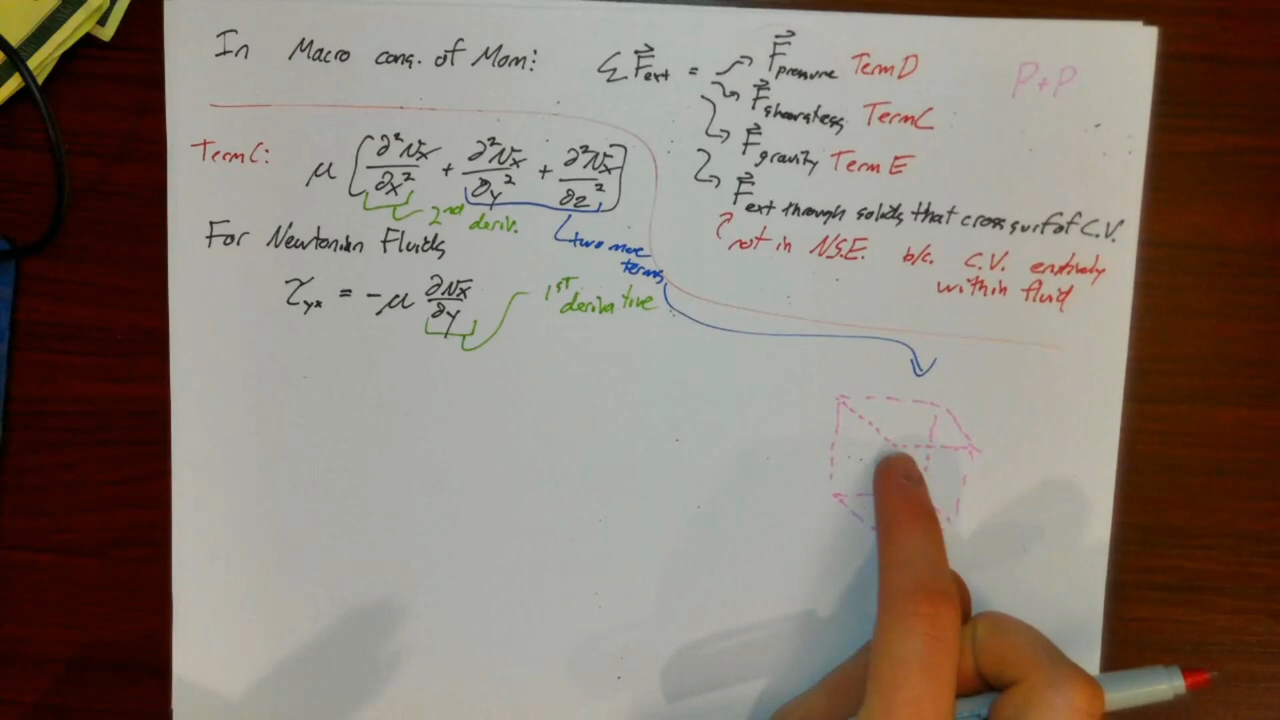 In Macro cons. of Mom: Σ F⃗ext = F⃗pressure Term D
F⃗shearstress Term C
F⃗gravity Term E
F⃗ext through solids that cross surf of C.V.
not in N.S.E. b/c. C.V. entirely
within fluid
P+P
Term C: μ [∂²Vx/∂x² + ∂²Vx/∂y² + ∂²Vx/∂z²]
2nd deriv.
two more
terms
For Newtonian Fluids
τyx = -μ ∂Vx/∂y
1st
derivative